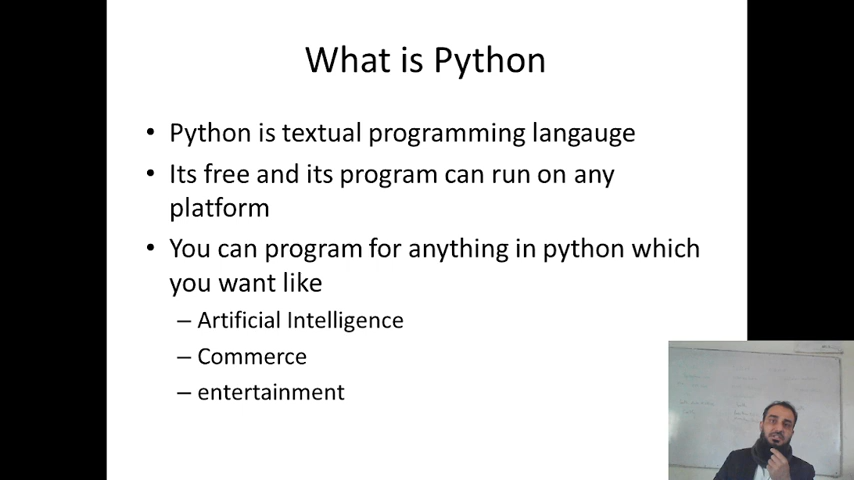 What is Python
• Python is textual programming langauge
• Its free and its program can run on any
platform
• You can program for anything in python which
you want like
– Artificial Intelligence
– Commerce
– entertainment